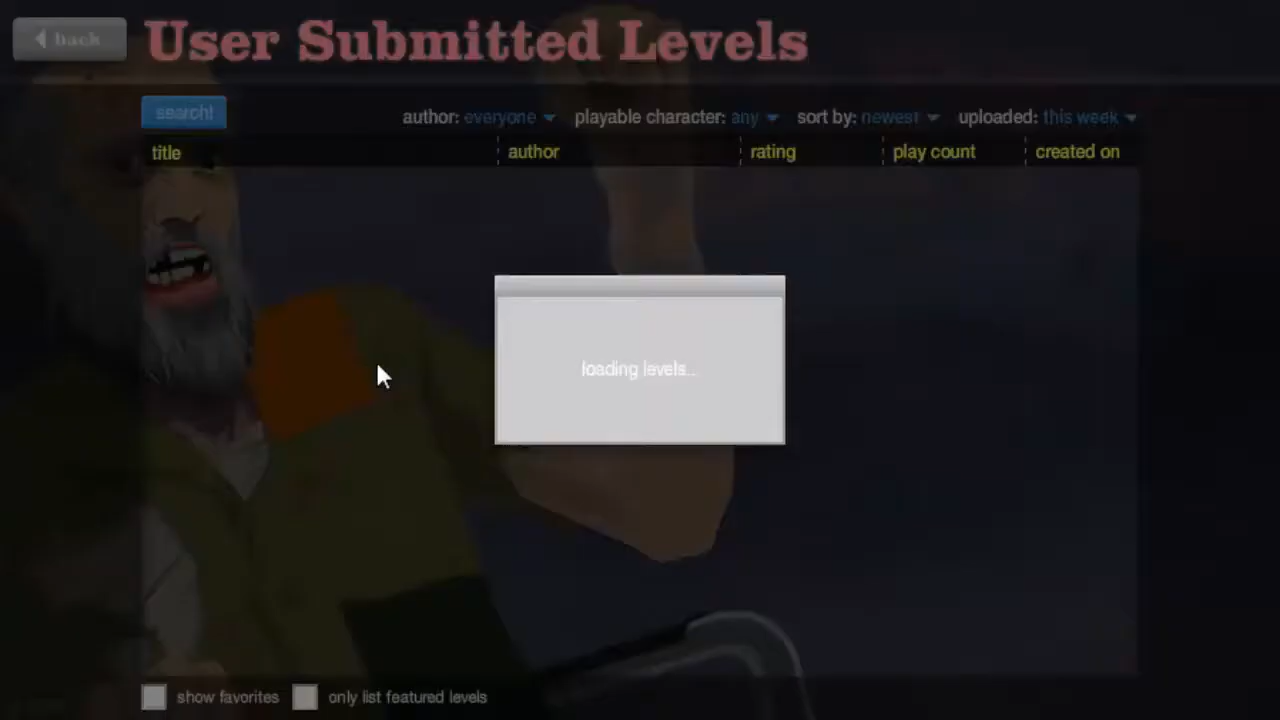 back
User Submitted Levels
search!
author: everyone playable character: any sort by: newest uploaded: this week
title author rating play count created on
loading levels...
show favorites only list featured levels